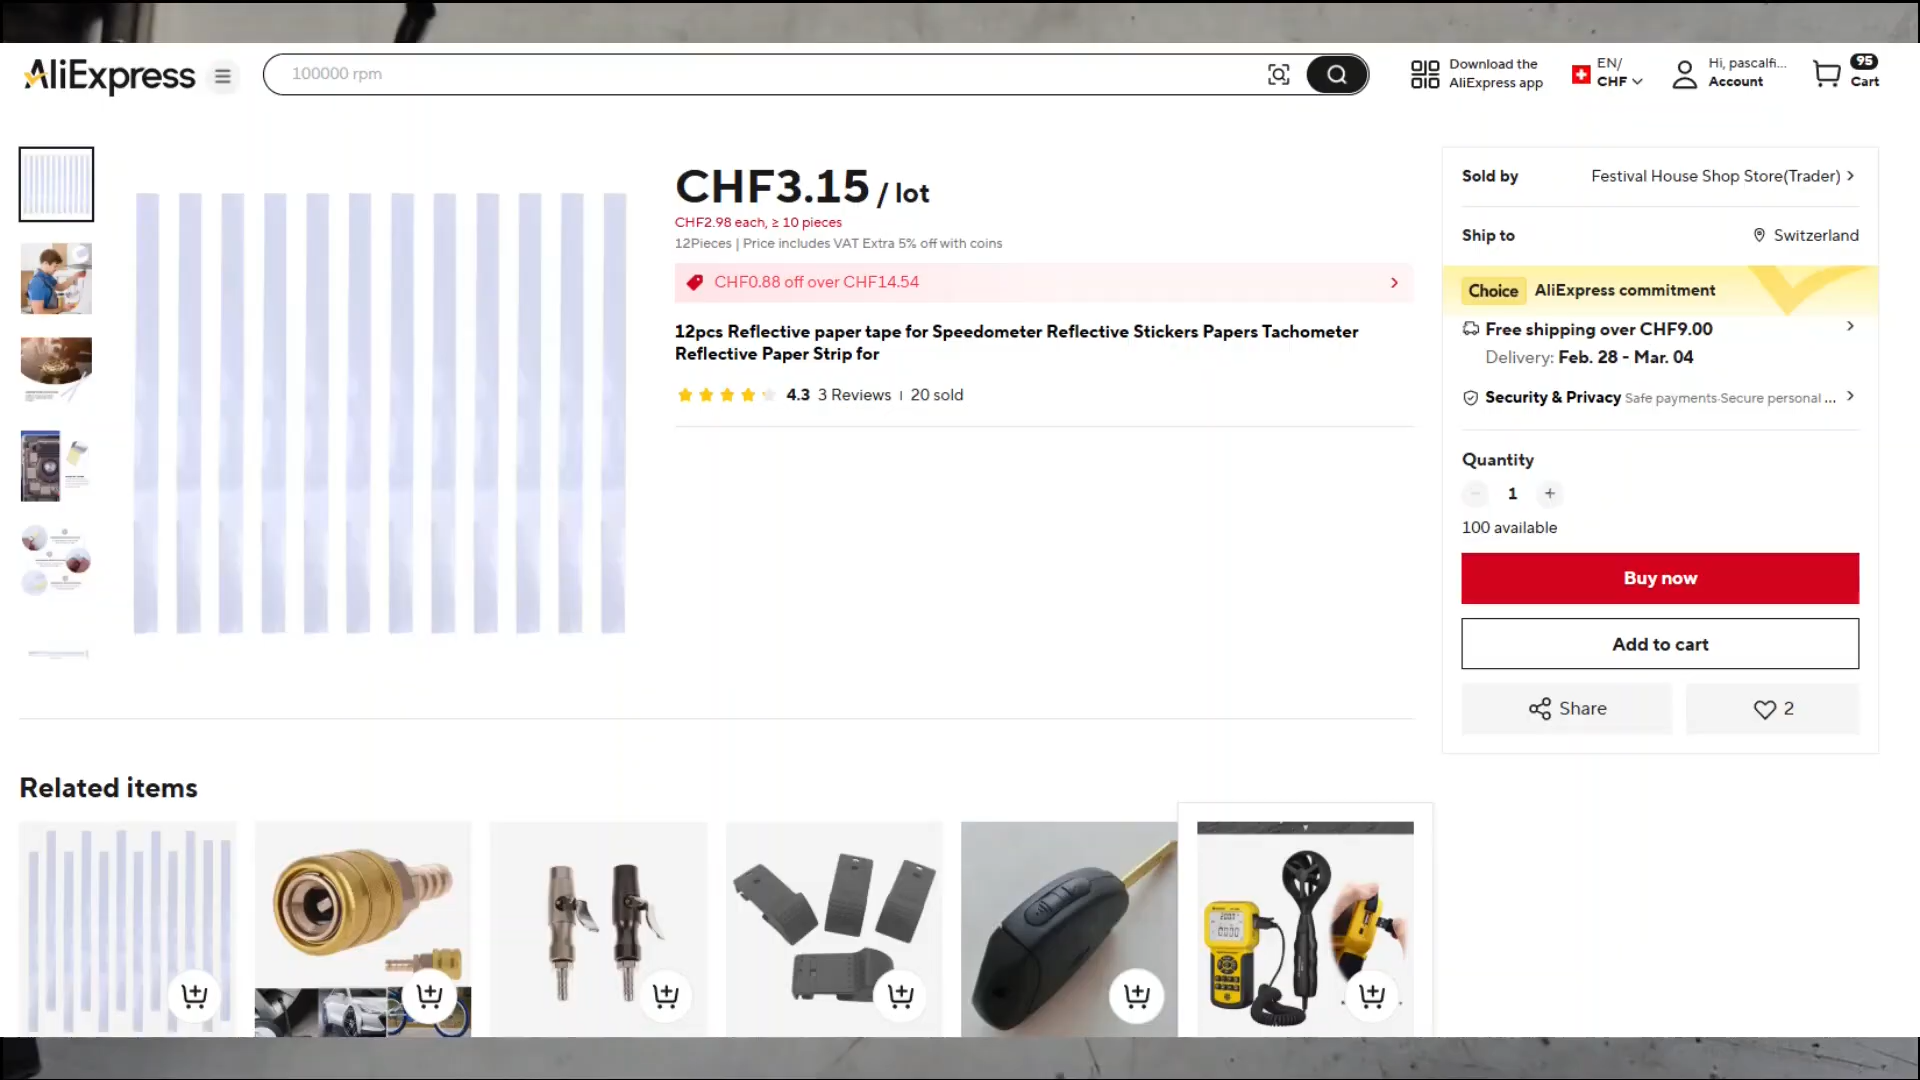 AliExpress
100000 rpm
Download the
AliExpress app
EN/
CHF
Hi, pascalfi...
Account
95
Cart
CHF3.15 / lot
CHF2.98 each, ≥ 10 pieces
12Pieces | Price includes VAT Extra 5% off with coins
CHF0.88 off over CHF14.54
12pcs Reflective paper tape for Speedometer Reflective Stickers Papers Tachometer
Reflective Paper Strip for
4.3 3 Reviews | 20 sold
Sold by Festival House Shop Store(Trader)
Ship to Switzerland
Choice AliExpress commitment
Free shipping over CHF9.00
Delivery: Feb. 28 - Mar. 04
Security & Privacy Safe payments·Secure personal ...
Quantity
1
100 available
Buy now
Add to cart
Share
2
Related items